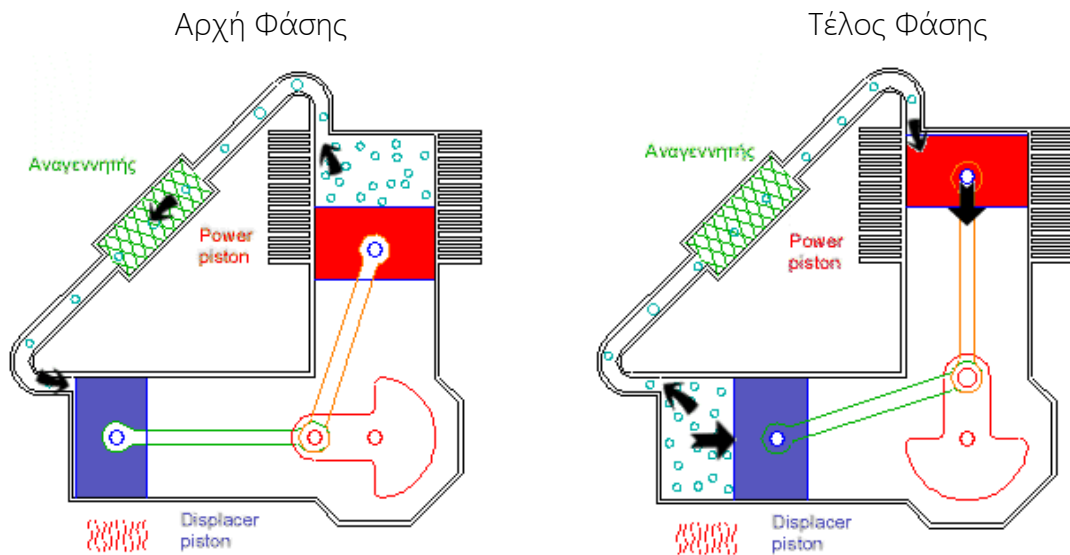 Αρχή Φάσης
Τέλος Φάσης
Αναγεννητής
Power
piston
Displacer
piston
Αναγεννητής
Power
piston
Displacer
piston